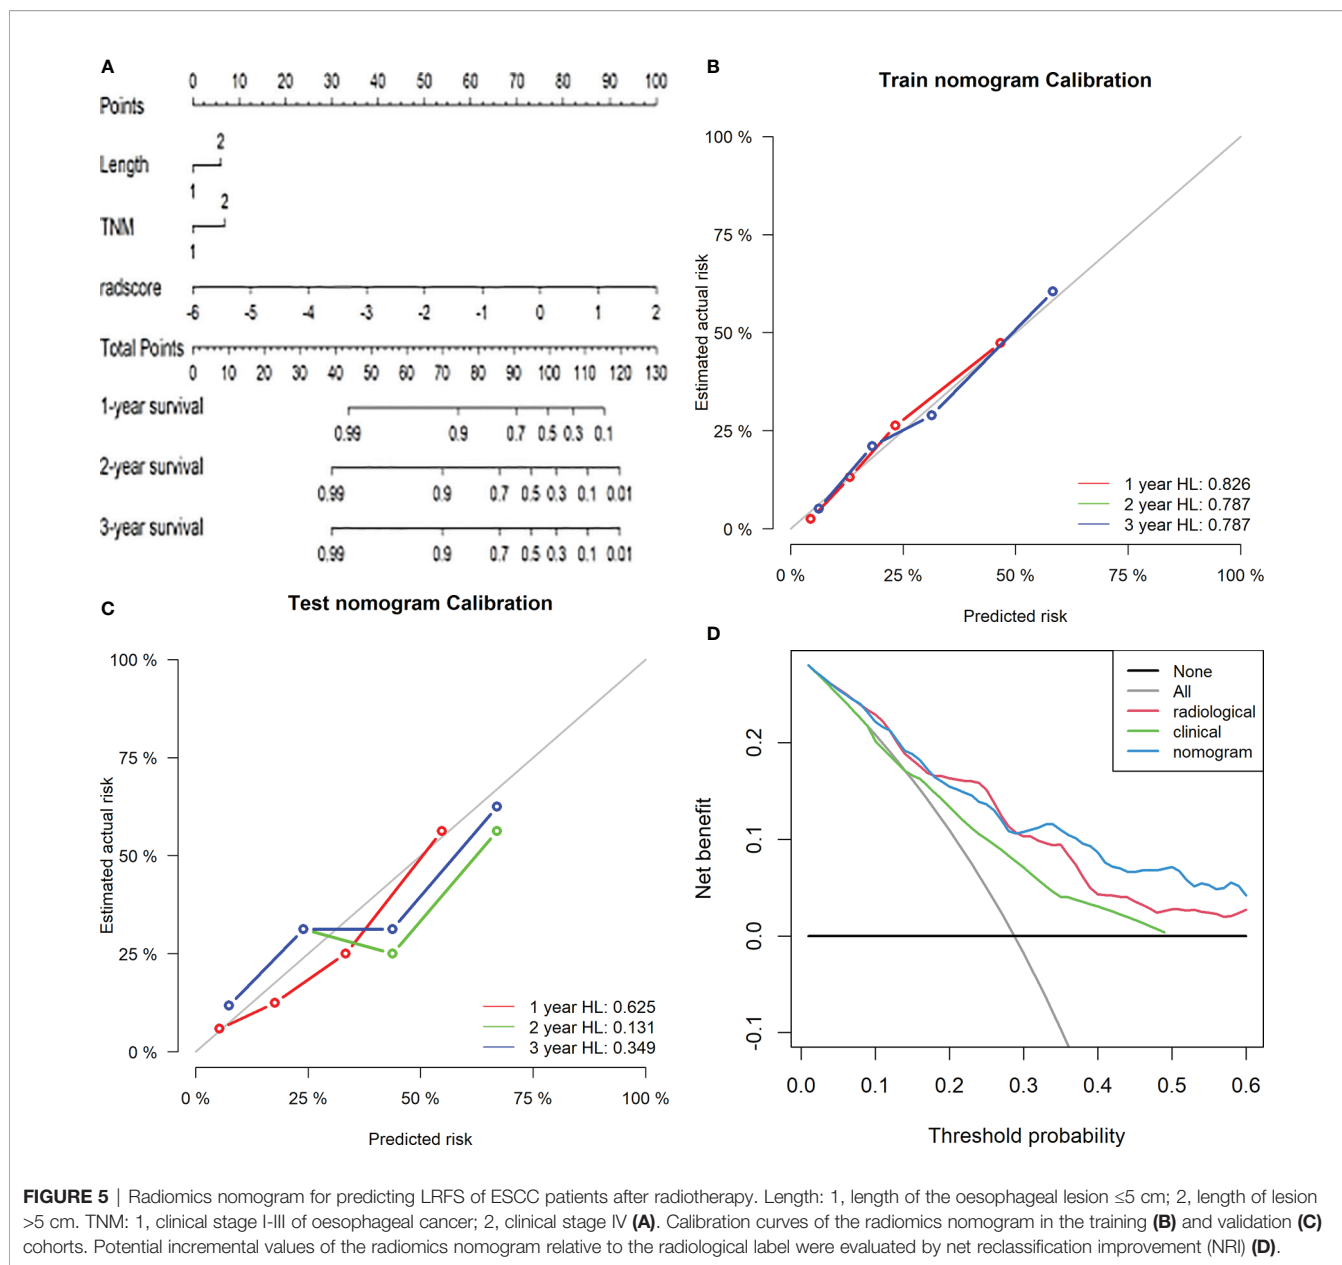 A
0 10 20 30 40 50 60 70 80 90 100
Points
2
Length
1
2
TNM
1
radscore
-6 -5 -4 -3 -2 -1 0 1 2
Total Points
0 10 20 30 40 50 60 70 80 90 100 110 120 130
1-year survival
0.99 0.9 0.7 0.5 0.3 0.1
2-year survival
0.99 0.9 0.7 0.5 0.3 0.1 0.01
3-year survival
0.99 0.9 0.7 0.5 0.3 0.1 0.01
B
Train nomogram Calibration
100 %
75 %
50 %
25 %
0 %
Estimated actual risk
1 year HL: 0.826
2 year HL: 0.787
3 year HL: 0.787
0 % 25 % 50 % 75 % 100 %
Predicted risk
C
Test nomogram Calibration
100 %
75 %
50 %
25 %
0 %
Estimated actual risk
1 year HL: 0.625
2 year HL: 0.131
3 year HL: 0.349
0 % 25 % 50 % 75 % 100 %
Predicted risk
D
None
All
radiological
clinical
nomogram
0.2
0.1
0.0
-0.1
Net benefit
0.0 0.1 0.2 0.3 0.4 0.5 0.6
Threshold probability
FIGURE 5 | Radiomics nomogram for predicting LRFS of ESCC patients after radiotherapy. Length: 1, length of the oesophageal lesion ≤5 cm; 2, length of lesion
>5 cm. TNM: 1, clinical stage I-III of oesophageal cancer; 2, clinical stage IV (A). Calibration curves of the radiomics nomogram in the training (B) and validation (C)
cohorts. Potential incremental values of the radiomics nomogram relative to the radiological label were evaluated by net reclassification improvement (NRI) (D).